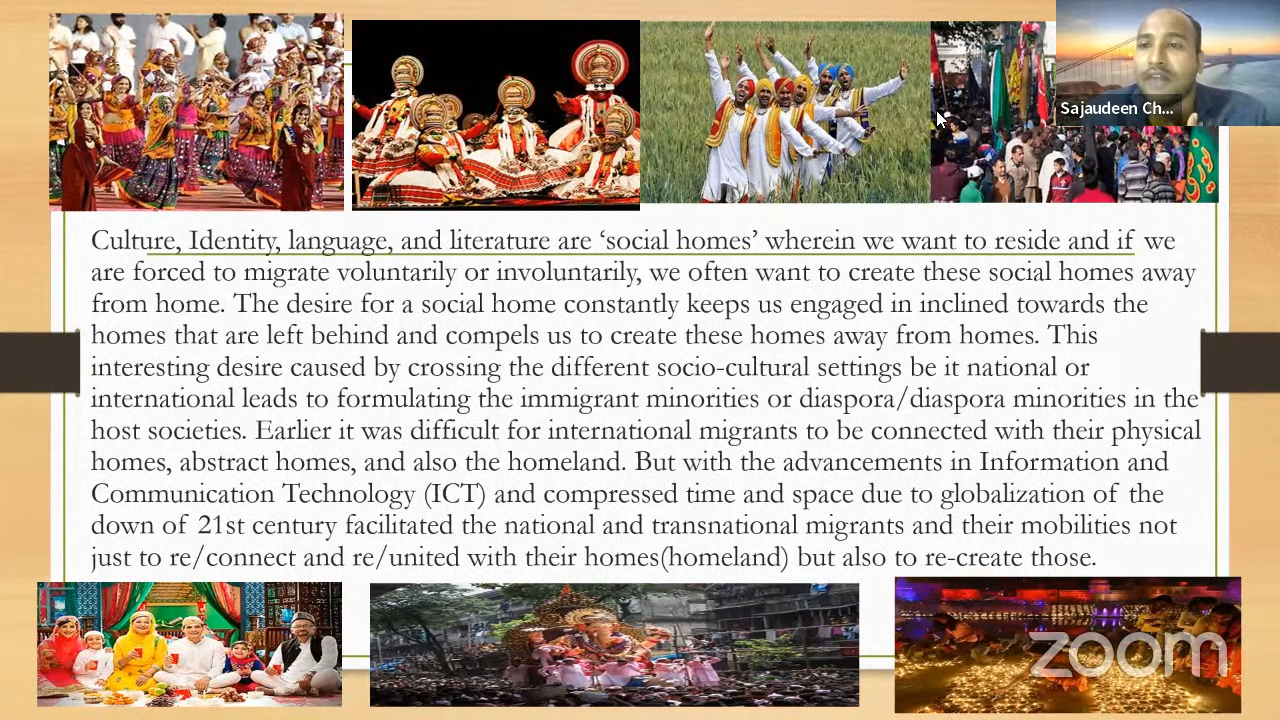 Sajaudeen Ch...
Culture, Identity, language, and literature are ‘social homes’ wherein we want to reside and if we
are forced to migrate voluntarily or involuntarily, we often want to create these social homes away
from home. The desire for a social home constantly keeps us engaged in inclined towards the
homes that are left behind and compels us to create these homes away from homes. This
interesting desire caused by crossing the different socio-cultural settings be it national or
international leads to formulating the immigrant minorities or diaspora/diaspora minorities in the
host societies. Earlier it was difficult for international migrants to be connected with their physical
homes, abstract homes, and also the homeland. But with the advancements in Information and
Communication Technology (ICT) and compressed time and space due to globalization of the
down of 21st century facilitated the national and transnational migrants and their mobilities not
just to re/connect and re/united with their homes(homeland) but also to re-create those.
zoom